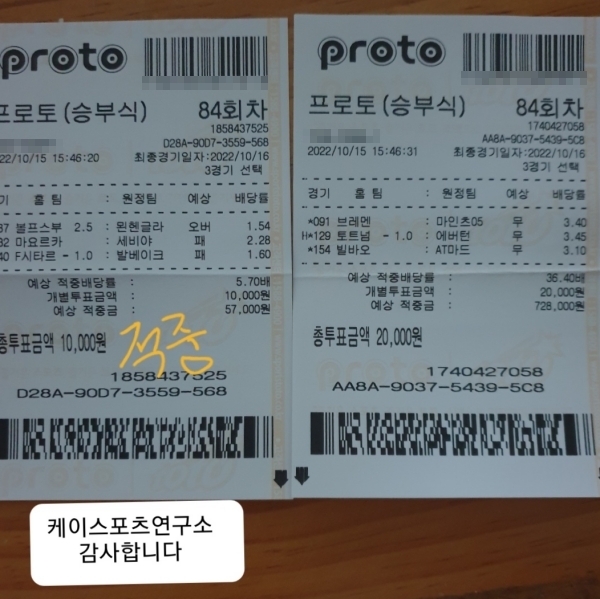 proto
프로토(승부식) 84회차
1858437525
D28A-90D7-3559-568
22/10/15 15:46:20 최종경기일자:2022/10/16
3경기 선택
기 홈 팀 : 원정팀 예상 배당률
37 볼프스부 2.5 : 묀헨글라 오버 1.54
32 마요르카 : 세비야 패 2.28
40 F시타르 - 1.0 : 발베이크 패 1.60
예상 적중배당률 : 5.70배
개별투표금액 : 10,000원
예상 적중금 : 57,000원
총투표금액 10,000원
적중
1858437525
D28A-90D7-3559-568
proto
프로토(승부식) 84회차
1740427058
AA8A-9037-5439-5C8
2022/10/15 15:46:31 최종경기일자:2022/10/16
3경기 선택
경기 홈 팀 : 원정팀 예상 배당률
*091 브레멘 : 마인츠05 무 3.40
H*129 토트넘 - 1.0 : 에버턴 무 3.45
*154 빌바오 : AT마드 무 3.10
예상 적중배당률 : 36.40배
개별투표금액 : 20,000원
예상 적중금 : 728,000원
총투표금액 20,000원
1740427058
AA8A-9037-5439-5C8
케이스포츠연구소
감사합니다